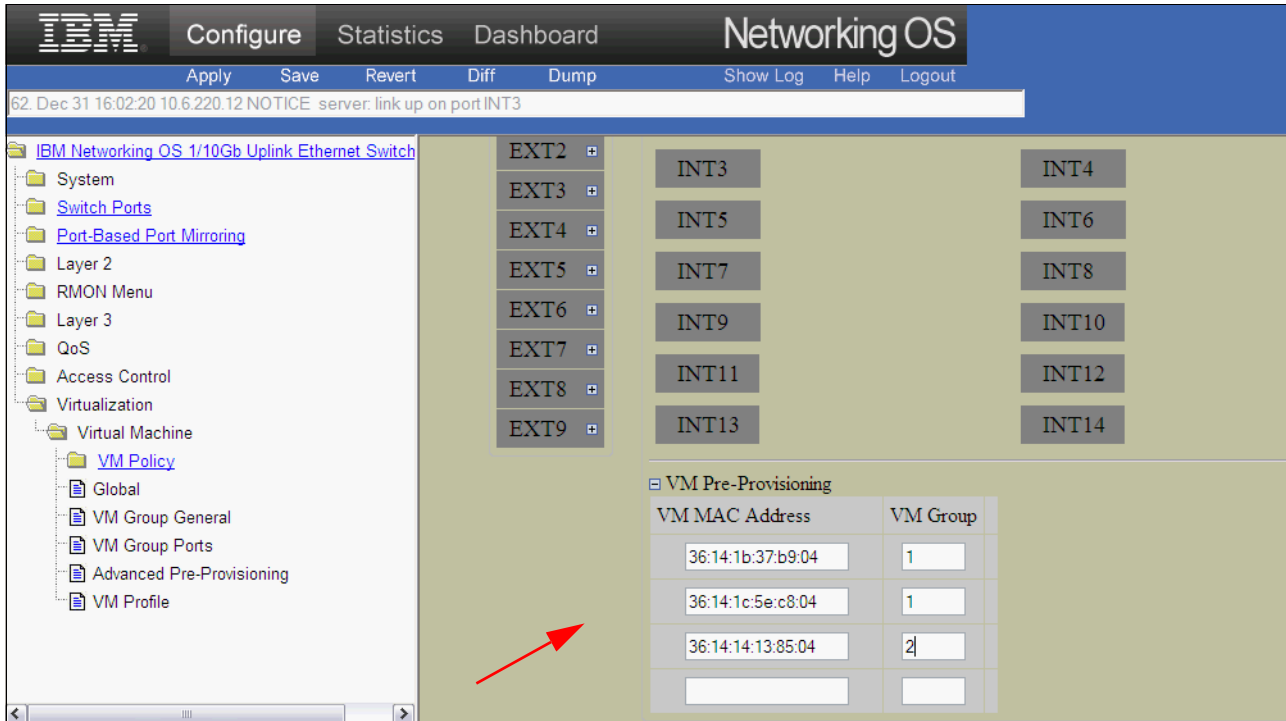 IBM Configure Statistics Dashboard Networking OS
Apply Save Revert Diff Dump Show Log Help Logout
62. Dec 31 16:02:20 10.6.220.12 NOTICE server: link up on port INT3
IBM Networking OS 1/10Gb Uplink Ethernet Switch
System
Switch Ports
Port-Based Port Mirroring
Layer 2
RMON Menu
Layer 3
QoS
Access Control
Virtualization
Virtual Machine
VM Policy
Global
VM Group General
VM Group Ports
Advanced Pre-Provisioning
VM Profile
EXT2
EXT3
EXT4
EXT5
EXT6
EXT7
EXT8
EXT9
INT3 INT4
INT5 INT6
INT7 INT8
INT9 INT10
INT11 INT12
INT13 INT14
VM Pre-Provisioning
VM MAC Address VM Group
36:14:1b:37:b9:04 1
36:14:1c:5e:c8:04 1
36:14:14:13:85:04 2